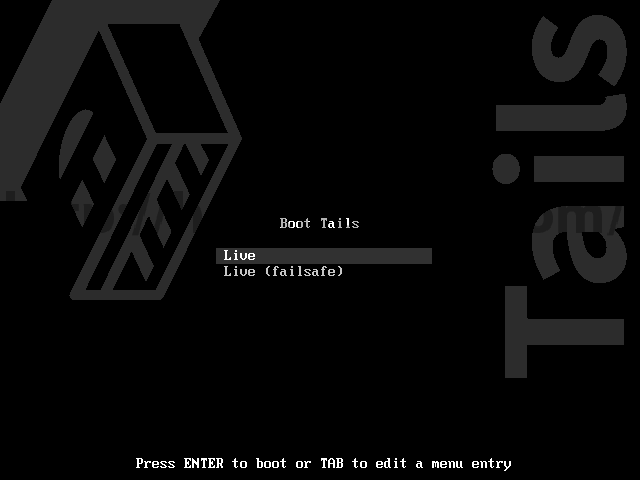 Tails
Boot Tails
Live
Live (failsafe)
Press ENTER to boot or TAB to edit a menu entry